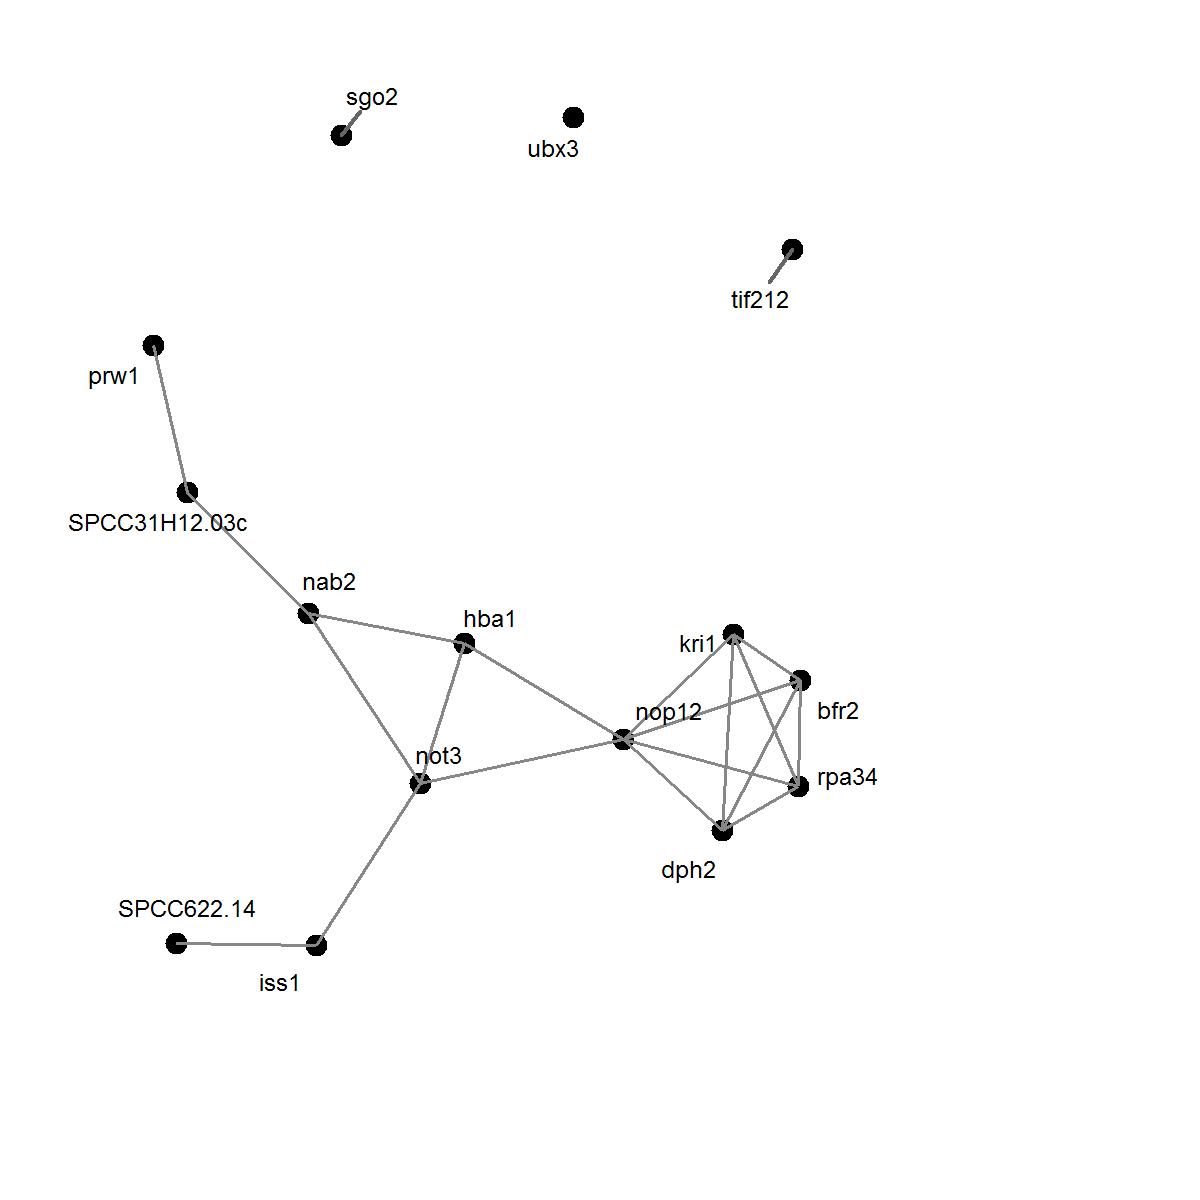 sgo2
ubx3
tif212
prw1
SPCC31H12.03c
nab2
hba1
kri1
nop12
bfr2
not3
rpa34
dph2
SPCC622.14
iss1